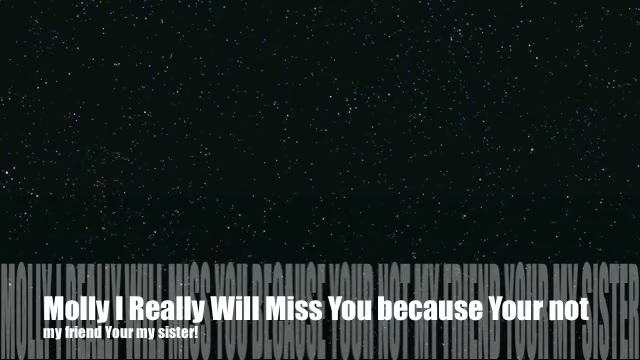 MOLLY I REALLY WILL MISS YOU BECAUSE YOUR NOT MY FRIEND YOUR MY SISTER
Molly I Really Will Miss You because Your not
my friend Your my sister!